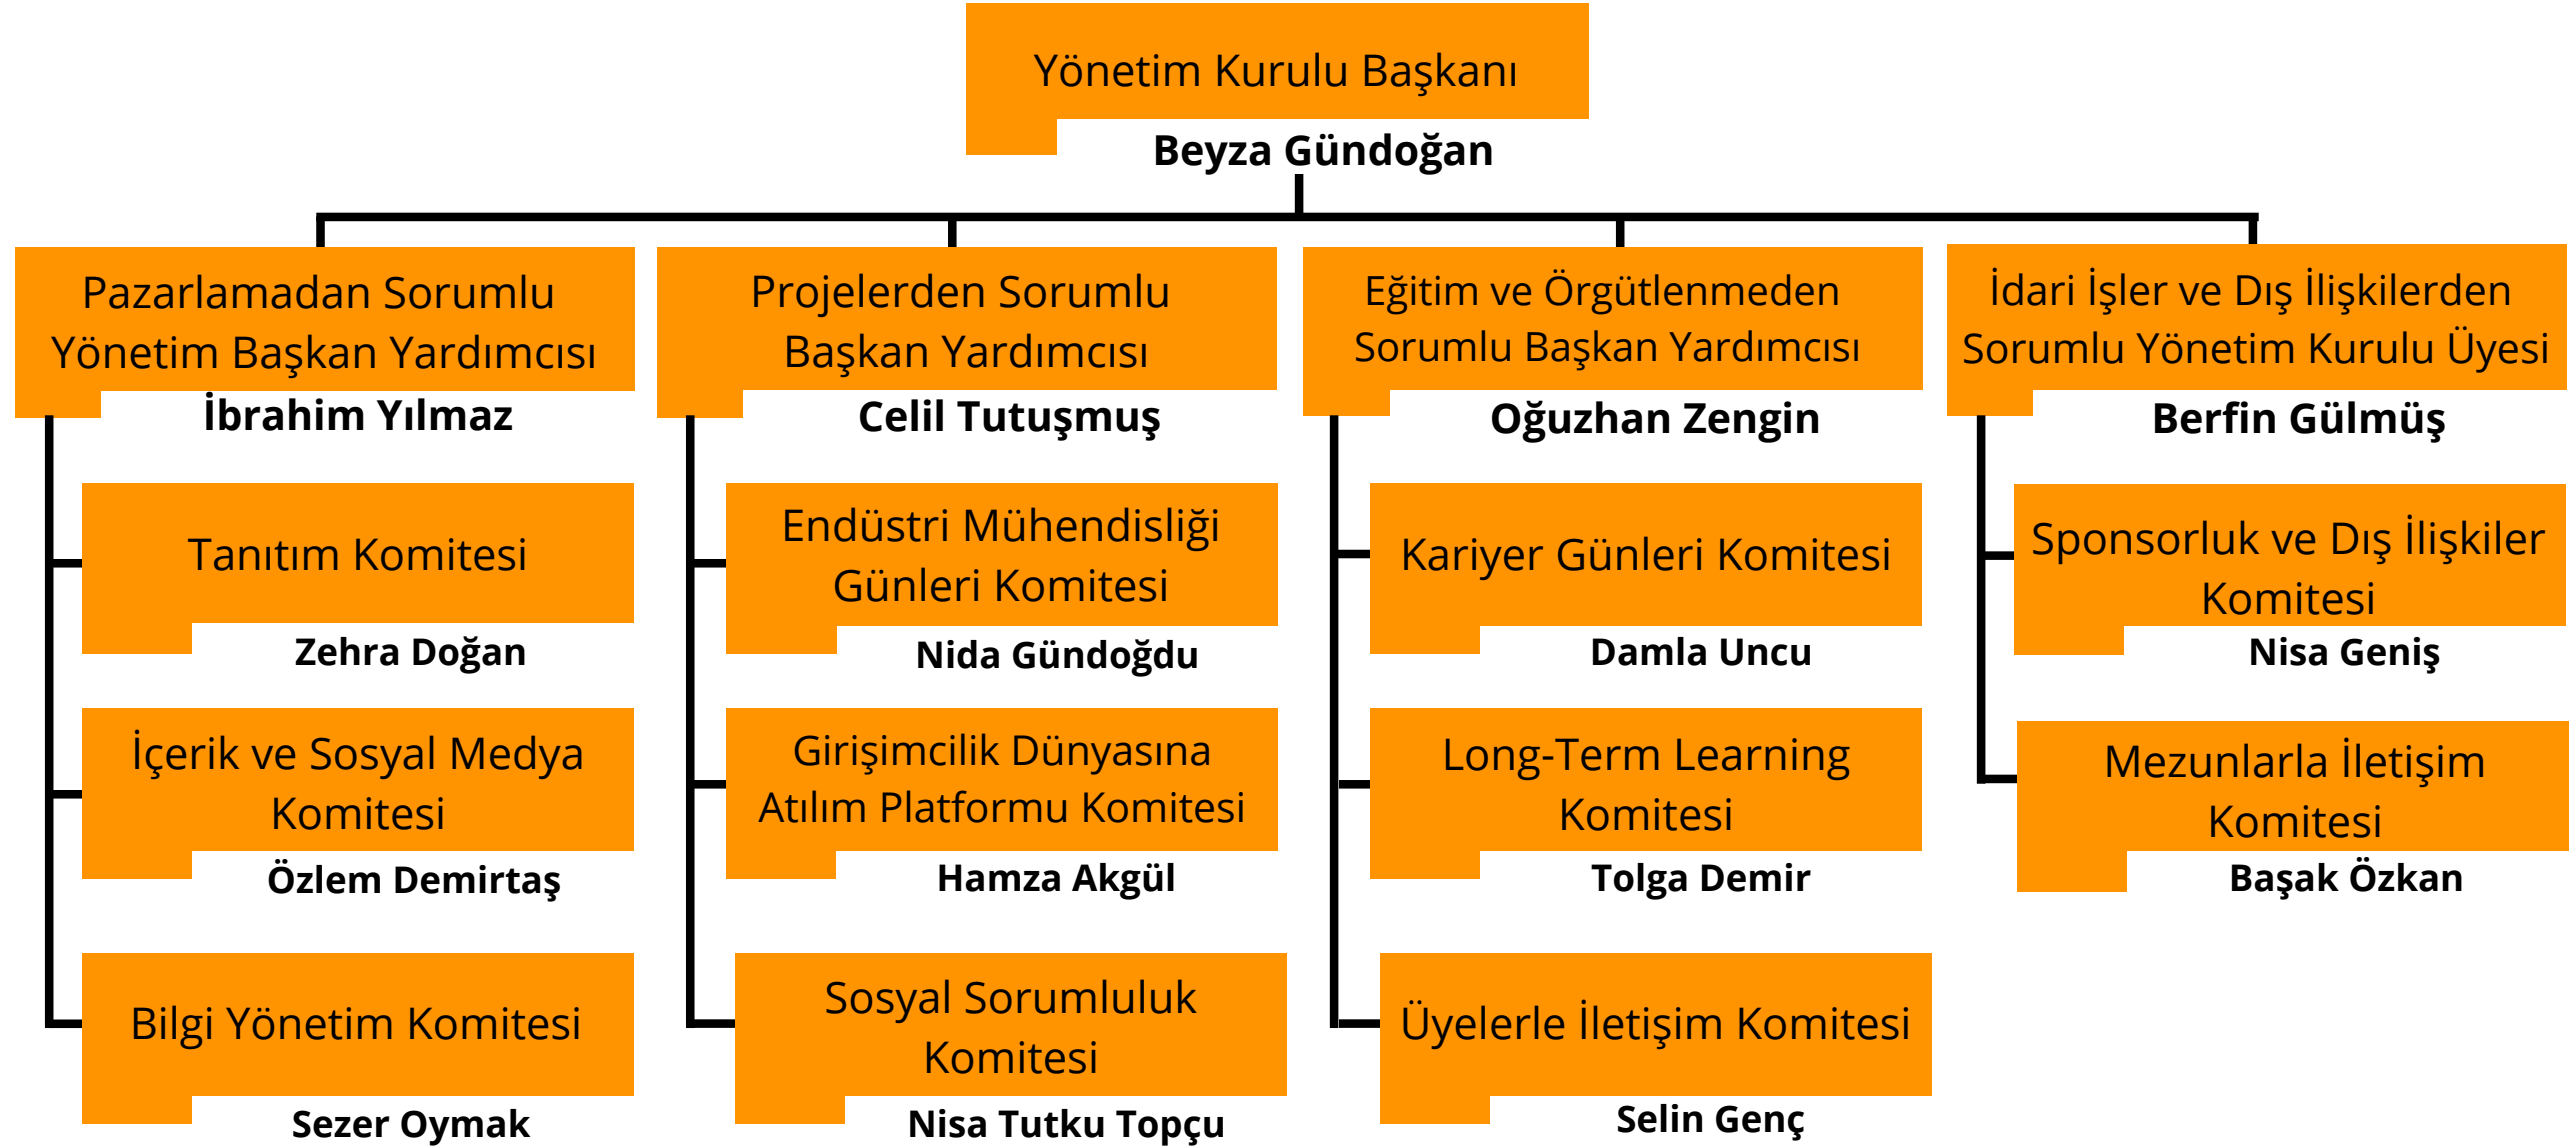 Yönetim Kurulu Başkanı
Beyza Gündoğan
Pazarlamadan Sorumlu
Yönetim Başkan Yardımcısı
İbrahim Yılmaz
Tanıtım Komitesi
Zehra Doğan
İçerik ve Sosyal Medya
Komitesi
Özlem Demirtaş
Bilgi Yönetim Komitesi
Sezer Oymak
Projelerden Sorumlu
Başkan Yardımcısı
Celil Tutuşmuş
Endüstri Mühendisliği
Günleri Komitesi
Nida Gündoğdu
Girişimcilik Dünyasına
Atılım Platformu Komitesi
Hamza Akgül
Sosyal Sorumluluk
Komitesi
Nisa Tutku Topçu
Eğitim ve Örgütlenmeden
Sorumlu Başkan Yardımcısı
Oğuzhan Zengin
Kariyer Günleri Komitesi
Damla Uncu
Long-Term Learning
Komitesi
Tolga Demir
Üyelerle İletişim Komitesi
Selin Genç
İdari İşler ve Dış İlişkilerden
Sorumlu Yönetim Kurulu Üyesi
Berfin Gülmüş
Sponsorluk ve Dış İlişkiler
Komitesi
Nisa Geniş
Mezunlarla İletişim
Komitesi
Başak Özkan